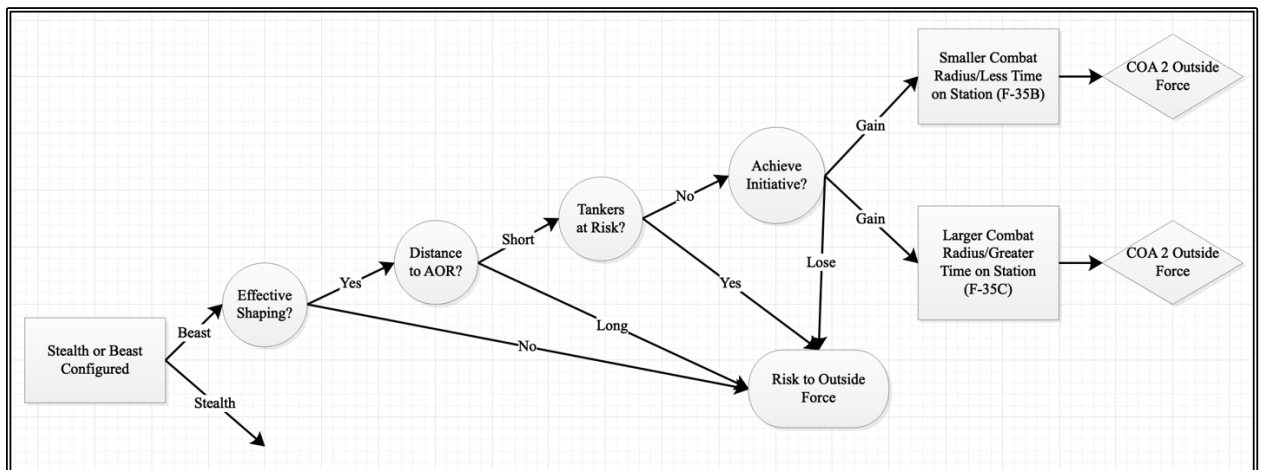 Stealth or Beast
Configured
Beast
Stealth
Effective
Shaping?
Yes
No
Distance
to AOR?
Short
Long
Tankers
at Risk?
No
Yes
Achieve
Initiative?
Gain
Gain
Lose
Smaller Combat
Radius/Less Time
on Station (F-35B)
COA 2 Outside
Force
Larger Combat
Radius/Greater
Time on Station
(F-35C)
COA 2 Outside
Force
Risk to Outside
Force